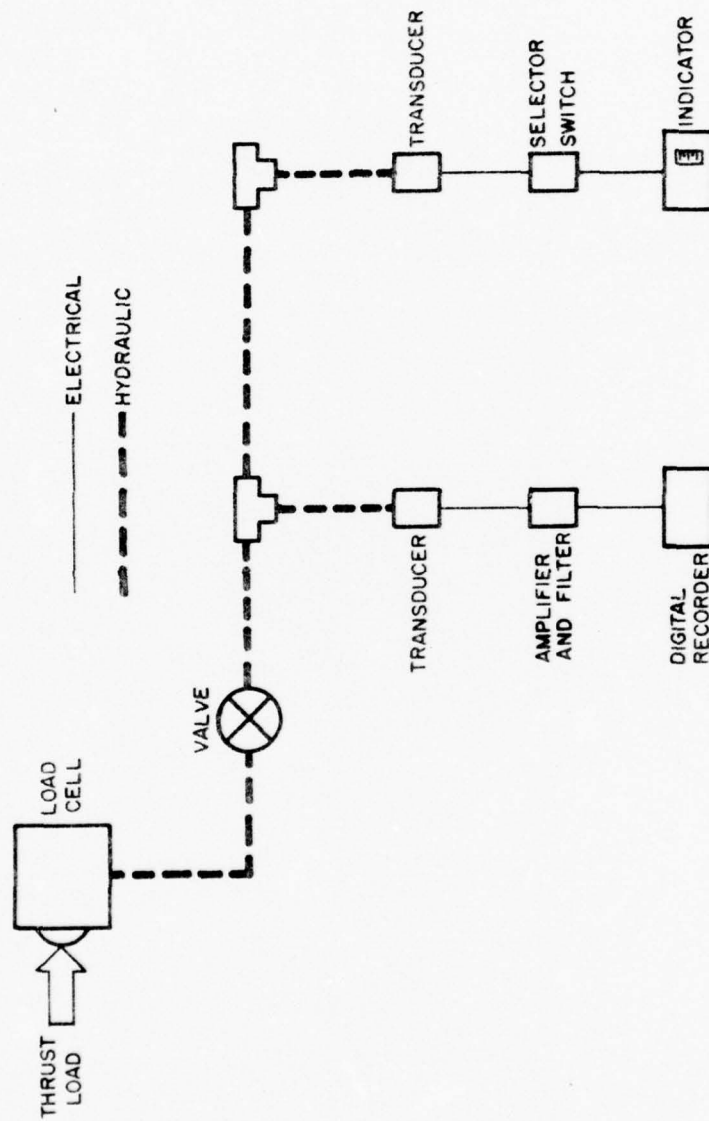 THRUST
LOAD
LOAD
CELL
ELECTRICAL
HYDRAULIC
VALVE
TRANSDUCER
TRANSDUCER
AMPLIFIER
AND FILTER
SELECTOR
SWITCH
DIGITAL
RECORDER
INDICATOR